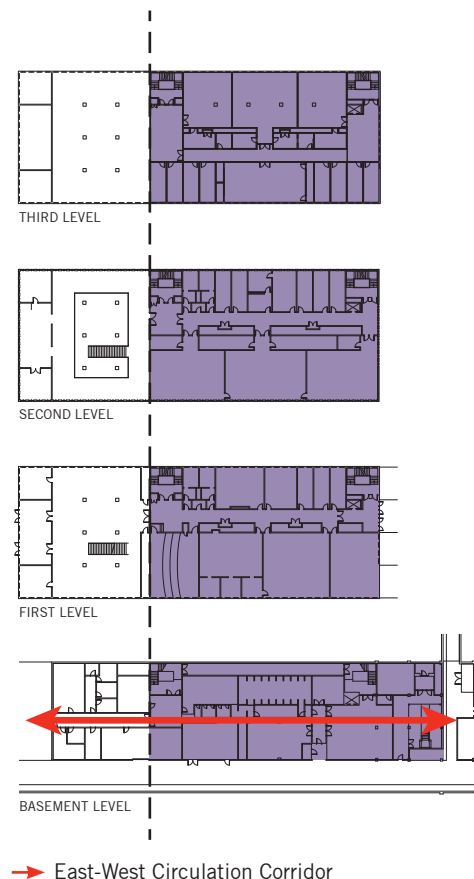 THIRD LEVEL
SECOND LEVEL
FIRST LEVEL
BASEMENT LEVEL
East-West Circulation Corridor